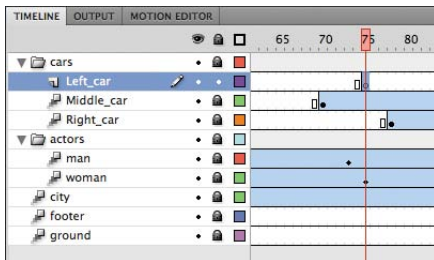 TIMELINE OUTPUT MOTION EDITOR
65 70 75 80
cars
Left_car
Middle_car
Right_car
actors
man
woman
city
footer
ground